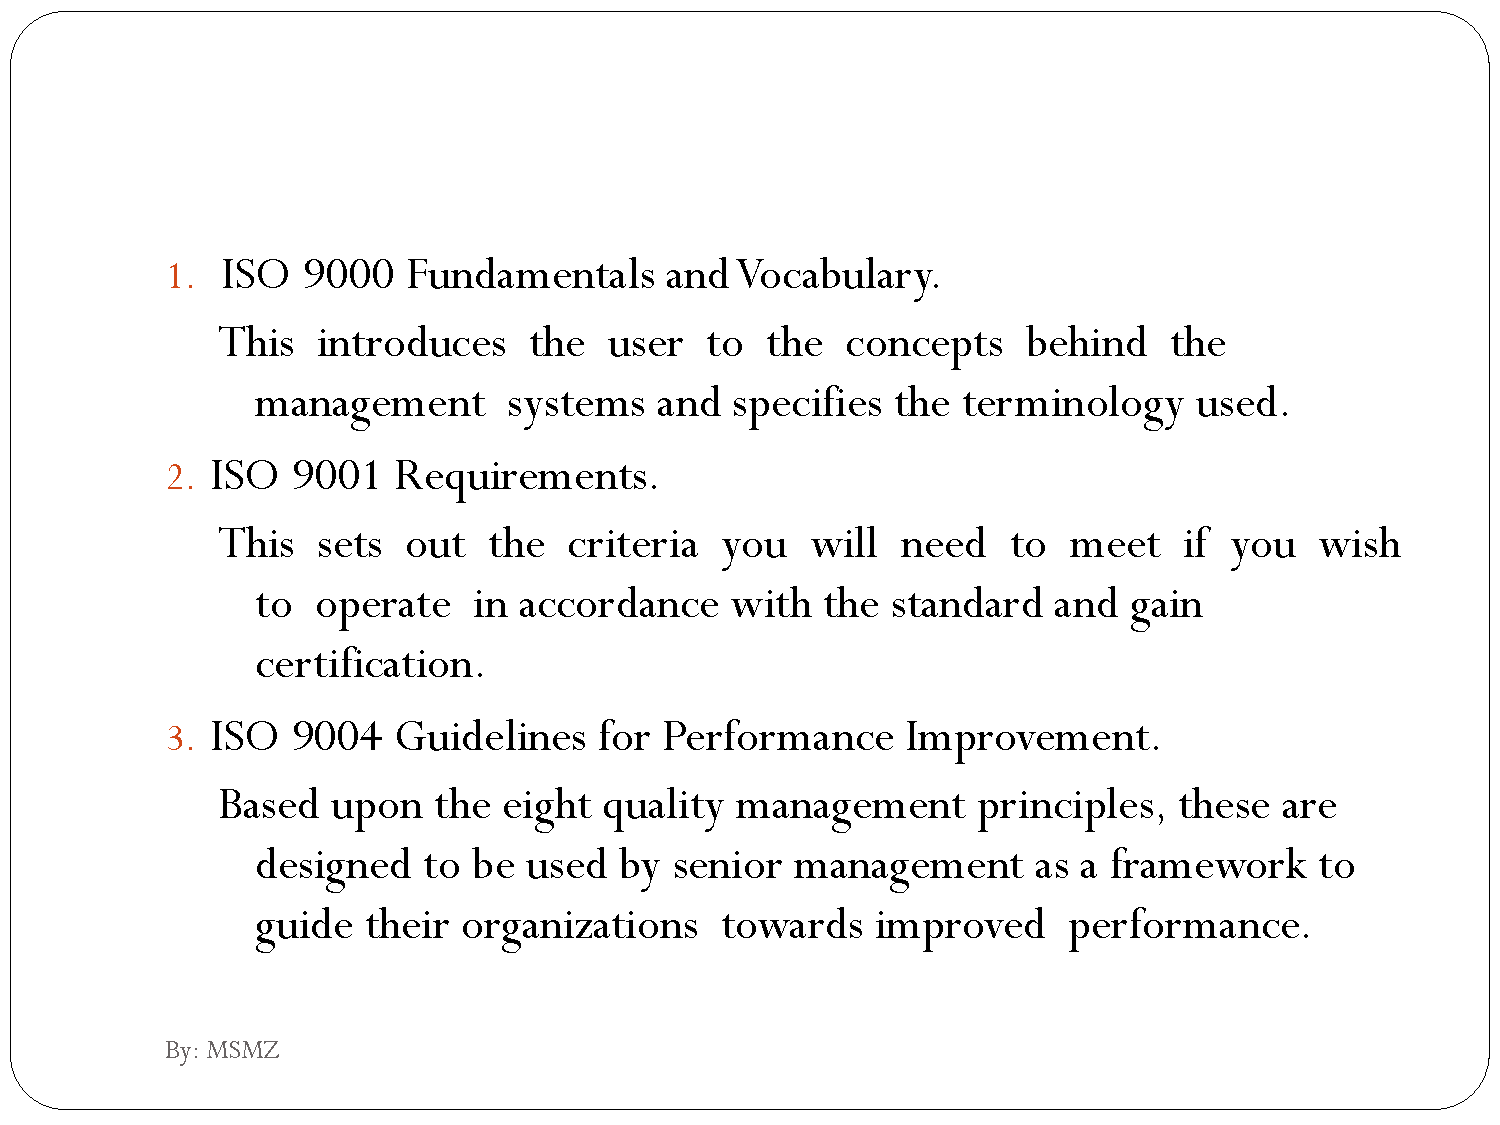 1. ISO 9000 Fundamentals and Vocabulary.
This introduces the user to the concepts behind the
management systems and specifies the terminology used.
2. ISO 9001 Requirements.
This sets out the criteria you will need to meet if you wish
to operate in accordance with the standard and gain
certification.
3. ISO 9004 Guidelines for Performance Improvement.
Based upon the eight quality management principles, these are
designed to be used by senior management as a framework to
guide their organizations towards improved performance.
By: MSMZ